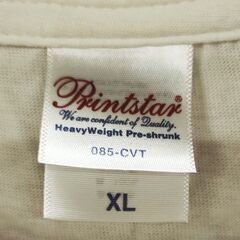 Printstar®
We are confident of Quality.
HeavyWeight Pre-shrunk
085-CVT
XL